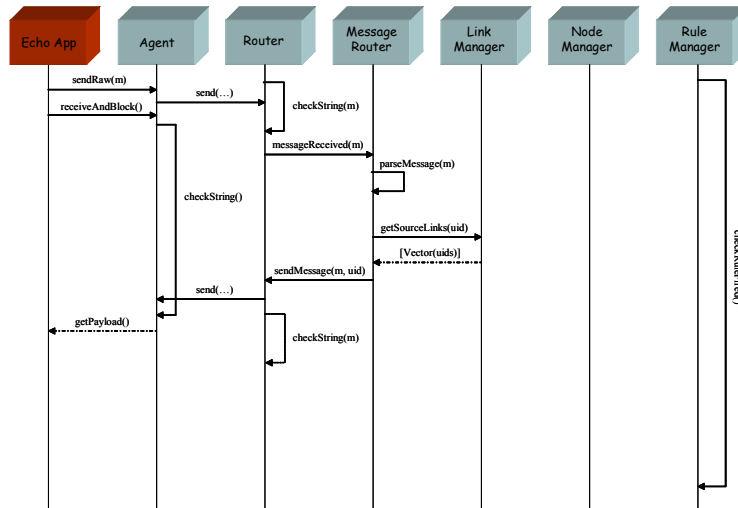 Echo App
Agent
Router
Message
Router
Link
Manager
Node
Manager
Rule
Manager
sendRaw(m)
send(…)
checkString(m)
receiveAndBlock()
messageReceived(m)
parseMessage(m)
checkString()
getSourceLinks(uid)
[Vector(uids)]
sendMessage(m, uid)
send(…)
getPayload()
checkString(m)